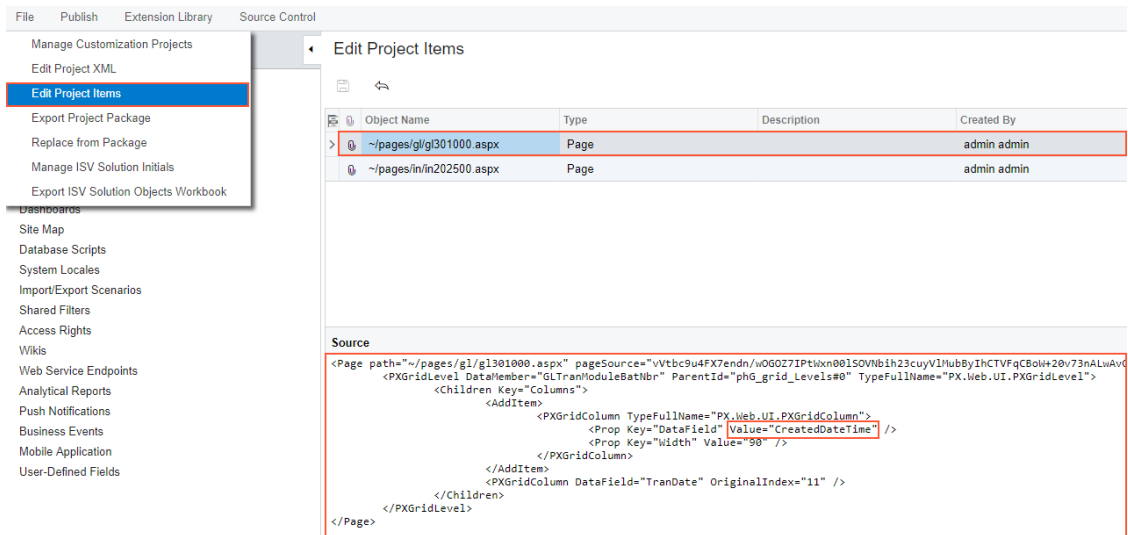 File Publish Extension Library Source Control
Manage Customization Projects
Edit Project XML
Edit Project Items
Export Project Package
Replace from Package
Manage ISV Solution Initials
Export ISV Solution Objects Workbook
Dashboards
Site Map
Database Scripts
System Locales
Import/Export Scenarios
Shared Filters
Access Rights
Wikis
Web Service Endpoints
Analytical Reports
Push Notifications
Business Events
Mobile Application
User-Defined Fields
Edit Project Items
Object Name Type Description Created By
~/pages/gl/gl301000.aspx Page admin admin
~/pages/in/in202500.aspx Page admin admin
Source
<Page path="~/pages/gl/gl301000.aspx" pageSource="vVtbc9u4FX7endn/wOGOZ7IPtWxn00lSOVNbih23cuyVlMubByIhCTVFqCBoW+20v73nALwAvC
<PXGridLevel DataMember="GLTranModuleBatNbr" ParentId="phG_grid_Levels#0" TypeFullName="PX.Web.UI.PXGridLevel">
<Children Key="Columns">
<AddItem>
<PXGridColumn TypeFullName="PX.Web.UI.PXGridColumn">
<Prop Key="DataField" Value="CreatedDateTime" />
<Prop Key="Width" Value="90" />
</PXGridColumn>
</AddItem>
<PXGridColumn DataField="TranDate" OriginalIndex="11" />
</Children>
</PXGridLevel>
</Page>